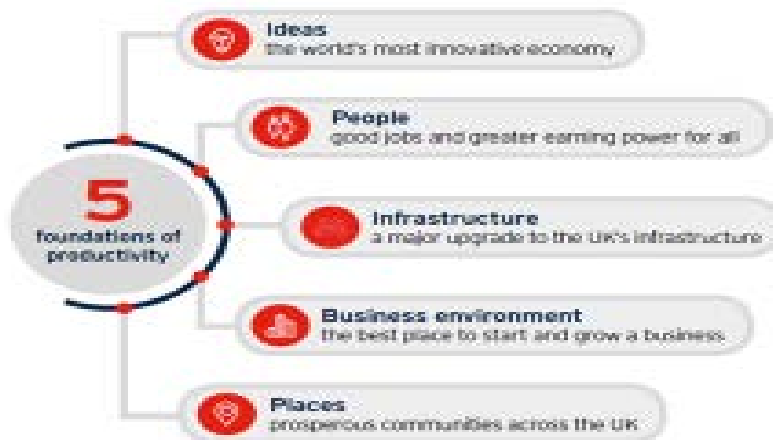 Ideas
the world's most innovative economy
People
good jobs and greater earning power for all
5
foundations of
productivity
Infrastructure
a major upgrade to the UK's infrastructure
Business environment
the best place to start and grow a business
Places
prosperous communities across the UK